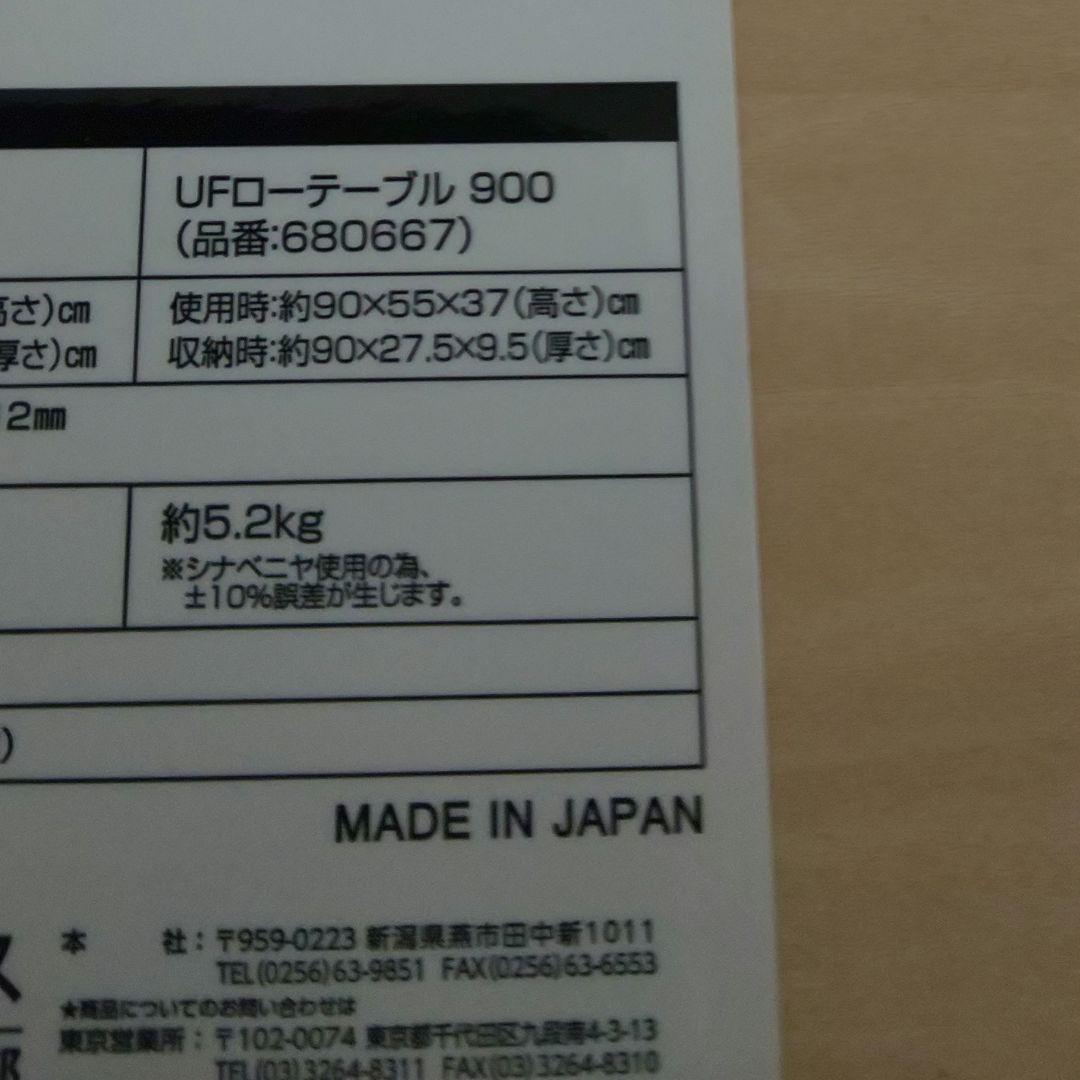 UFローテーブル 900
(品番:680667)
高さ)㎝ 使用時:約90×55×37(高さ)㎝
厚さ)㎝ 収納時:約90×27.5×9.5(厚さ)㎝
2㎜
約5.2kg
※シナベニヤ使用の為、
±10%誤差が生じます。
)
MADE IN JAPAN
本 社:〒959-0223 新潟県燕市田中新1011
TEL(0256)63-9851 FAX(0256)63-6553
★商品についてのお問い合わせは
東京営業所:〒102-0074 東京都千代田区九段南4-3-13
TEL(03)3264-8311 FAX(03)3264-8310